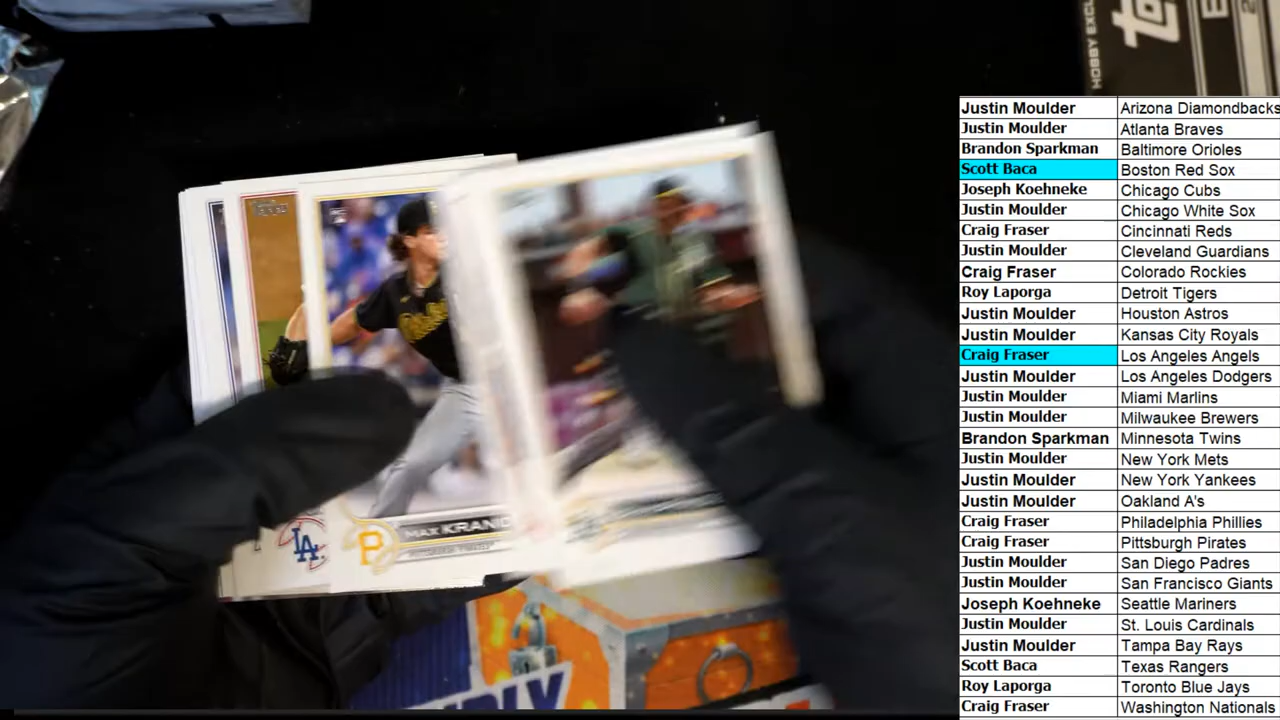 HOBBY EXCL
to
E
2
Justin Moulder Arizona Diamondbacks
Justin Moulder Atlanta Braves
Brandon Sparkman Baltimore Orioles
Scott Baca Boston Red Sox
Joseph Koehneke Chicago Cubs
Justin Moulder Chicago White Sox
Craig Fraser Cincinnati Reds
Justin Moulder Cleveland Guardians
Craig Fraser Colorado Rockies
Roy Laporga Detroit Tigers
Justin Moulder Houston Astros
Justin Moulder Kansas City Royals
Craig Fraser Los Angeles Angels
Justin Moulder Los Angeles Dodgers
Justin Moulder Miami Marlins
Justin Moulder Milwaukee Brewers
Brandon Sparkman Minnesota Twins
Justin Moulder New York Mets
Justin Moulder New York Yankees
Justin Moulder Oakland A's
Craig Fraser Philadelphia Phillies
Craig Fraser Pittsburgh Pirates
Justin Moulder San Diego Padres
Justin Moulder San Francisco Giants
Joseph Koehneke Seattle Mariners
Justin Moulder St. Louis Cardinals
Justin Moulder Tampa Bay Rays
Scott Baca Texas Rangers
Roy Laporga Toronto Blue Jays
Craig Fraser Washington Nationals
LA
P
MAX KRANI